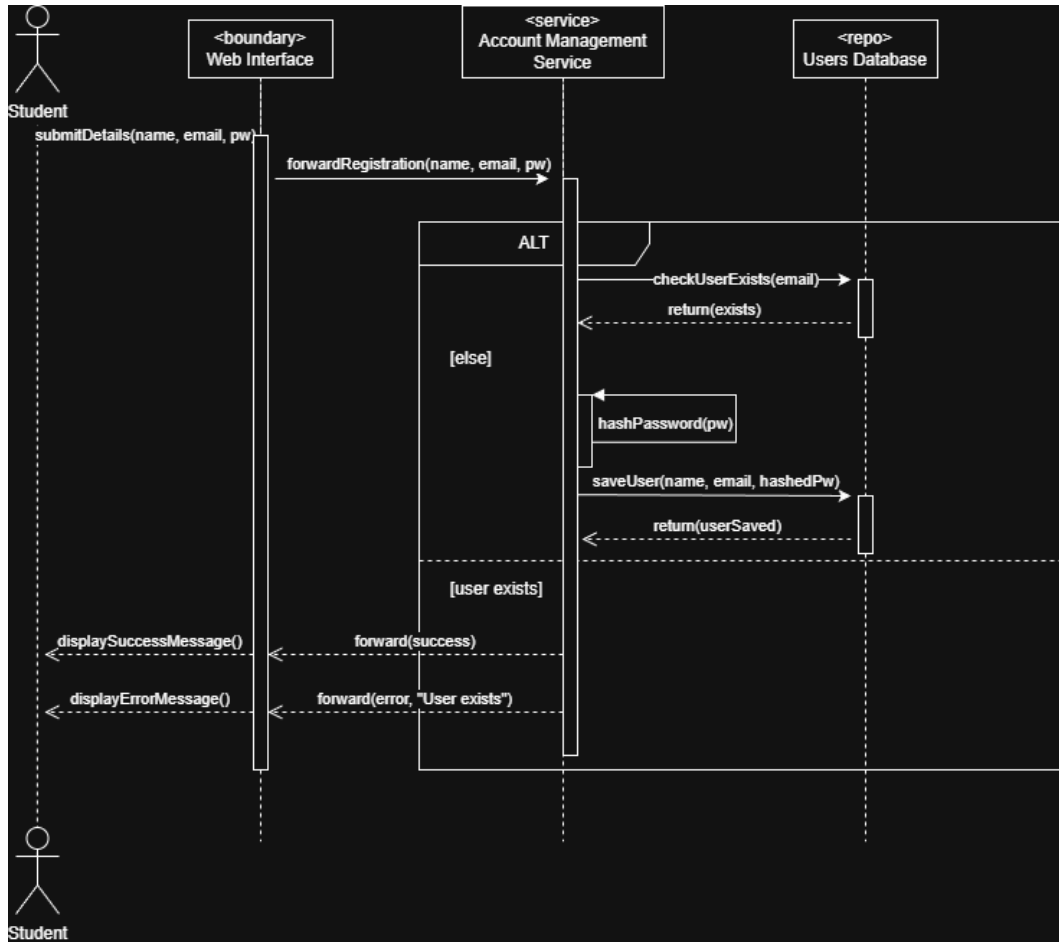 <boundary>
Web Interface
<service>
Account Management
Service
<repo>
Users Database
Student
submitDetails(name, email, pw)
forwardRegistration(name, email, pw)
ALT
checkUserExists(email)
return(exists)
[else]
hashPassword(pw)
saveUser(name, email, hashedPw)
return(userSaved)
[user exists]
displaySuccessMessage()
forward(success)
displayErrorMessage()
forward(error, "User exists")
Student